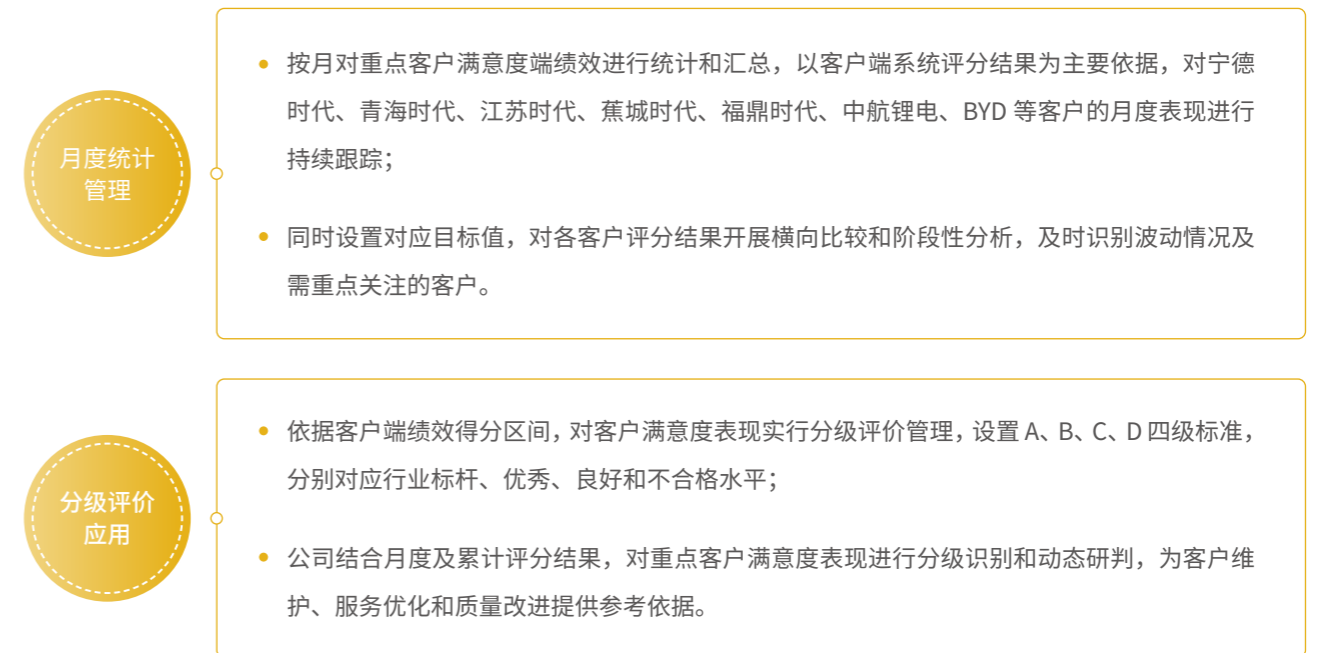 月度统计
管理
按月对重点客户满意度端绩效进行统计和汇总，以客户端系统评分结果为主要依据，对宁德
时代、青海时代、江苏时代、蕉城时代、福鼎时代、中航锂电、BYD 等客户的月度表现进行
持续跟踪；
同时设置对应目标值，对各客户评分结果开展横向比较和阶段性分析，及时识别波动情况及
需重点关注的客户。
分级评价
应用
依据客户端绩效得分区间，对客户满意度表现实行分级评价管理，设置 A、B、C、D 四级标准，
分别对应行业标杆、优秀、良好和不合格水平；
公司结合月度及累计评分结果，对重点客户满意度表现进行分级识别和动态研判，为客户维
护、服务优化和质量改进提供参考依据。